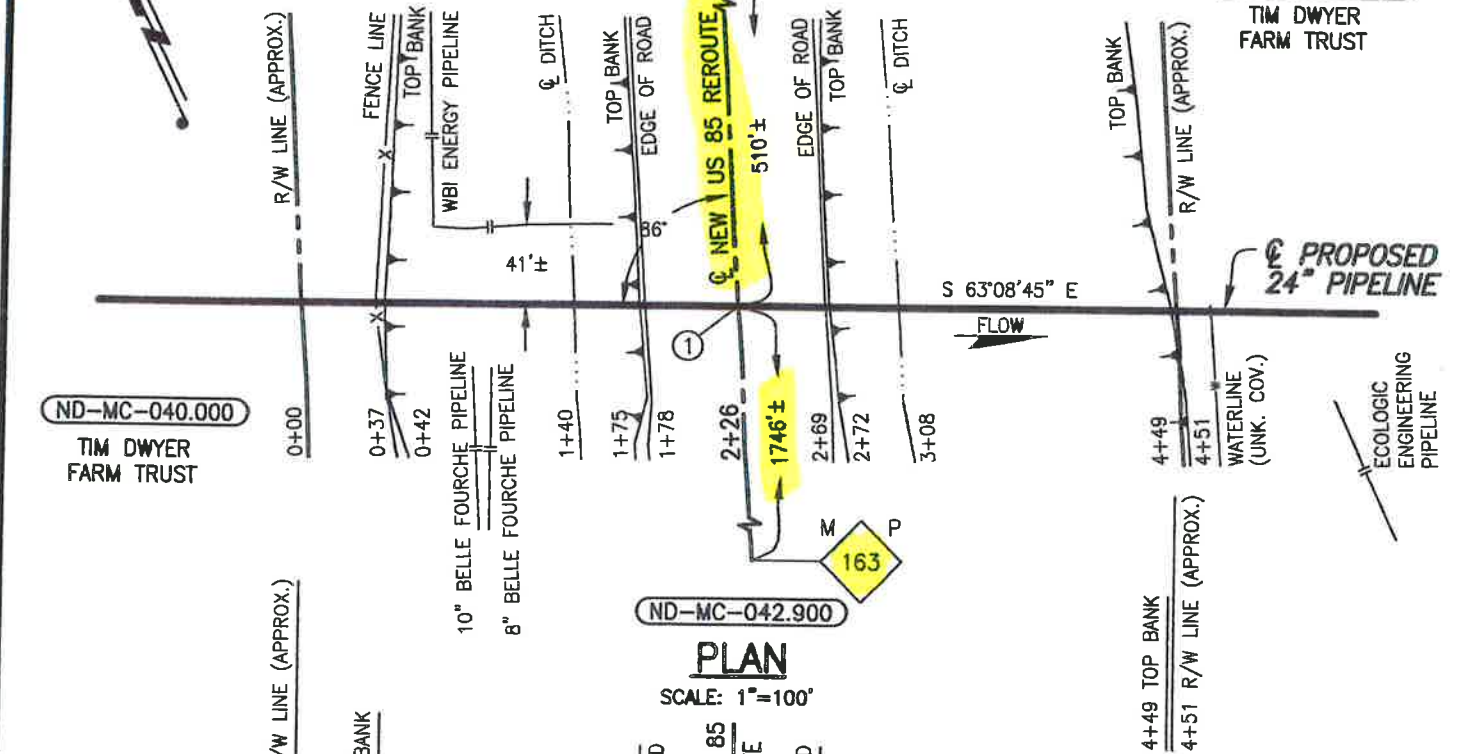 TIM DWYER
FARM TRUST
R/W LINE (APPROX.)
FENCE LINE
TOP BANK
WBI ENERGY PIPELINE
℄ DITCH
TOP BANK
EDGE OF ROAD
℄ NEW US 85 REROUTE
510'±
EDGE OF ROAD
TOP BANK
℄ DITCH
TOP BANK
R/W LINE (APPROX.)
X
86°
41'±
S 63°08'45" E
FLOW
℄ PROPOSED
24" PIPELINE
X
1
ND-MC-040.000
TIM DWYER
FARM TRUST
0+00
0+37
0+42
10" BELLE FOURCHE PIPELINE
8" BELLE FOURCHE PIPELINE
1+40
1+75
1+78
2+26
1746'±
2+69
2+72
3+08
4+49
4+51
W
WATERLINE
(UNK. COV.)
ECOLOGIC
ENGINEERING
PIPELINE
M P
163
ND-MC-042.900
PLAN
SCALE: 1"=100'
/W LINE (APPROX.)
BANK
85
4+49 TOP BANK
4+51 R/W LINE (APPROX.)